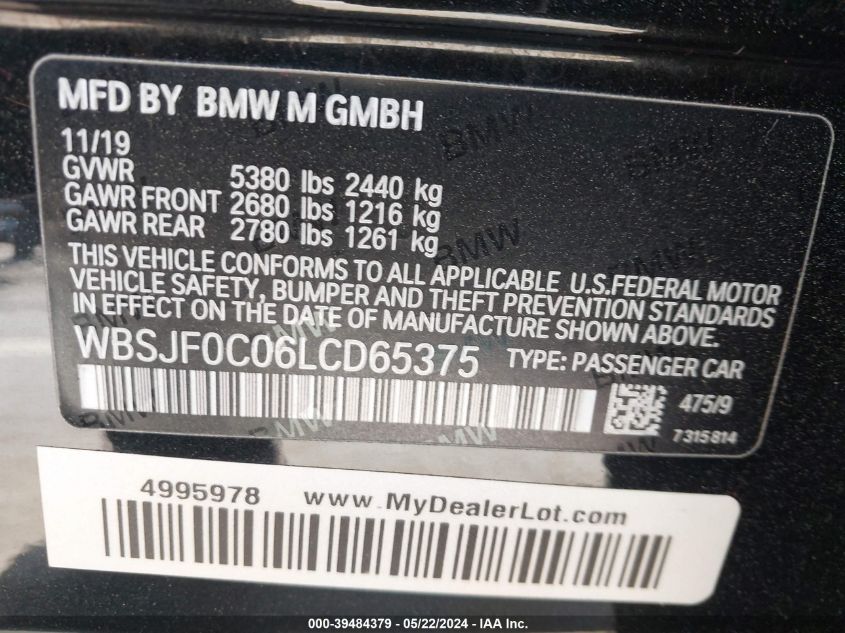 MFD BY BMW M GMBH
11/19
GVWR 5380 lbs 2440 kg
GAWR FRONT 2680 lbs 1216 kg
GAWR REAR 2780 lbs 1261 kg
THIS VEHICLE CONFORMS TO ALL APPLICABLE U.S.FEDERAL MOTOR
VEHICLE SAFETY, BUMPER AND THEFT PREVENTION STANDARDS
IN EFFECT ON THE DATE OF MANUFACTURE SHOWN ABOVE.
WBSJF0C06LCD65375 TYPE: PASSENGER CAR
475/9
7315814
4995978 www.MyDealerLot.com
000-39484379 / 05/22/2024 - © IAA Inc.